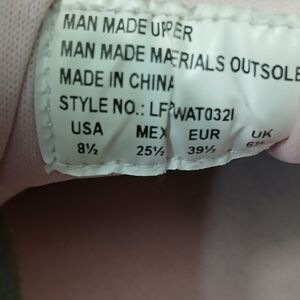 MAN MADE UPPER
MAN MADE MATERIALS OUTSOLE
MADE IN CHINA
STYLE NO.:
USA MEX EUR UK
8½ 25½ 39½